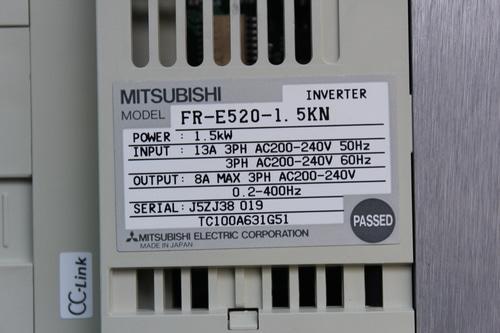 MITSUBISHI
INVERTER
MODEL FR-E520-1.5KN
POWER : 1.5kW
INPUT : 13A 3PH AC200-240V 50Hz
3PH AC200-240V 60Hz
OUTPUT: 8A MAX 3PH AC200-240V
0.2-400Hz
SERIAL: J5ZJ38 019
TC100A631G51
PASSED
MITSUBISHI ELECTRIC CORPORATION
MADE IN JAPAN
CC-Link